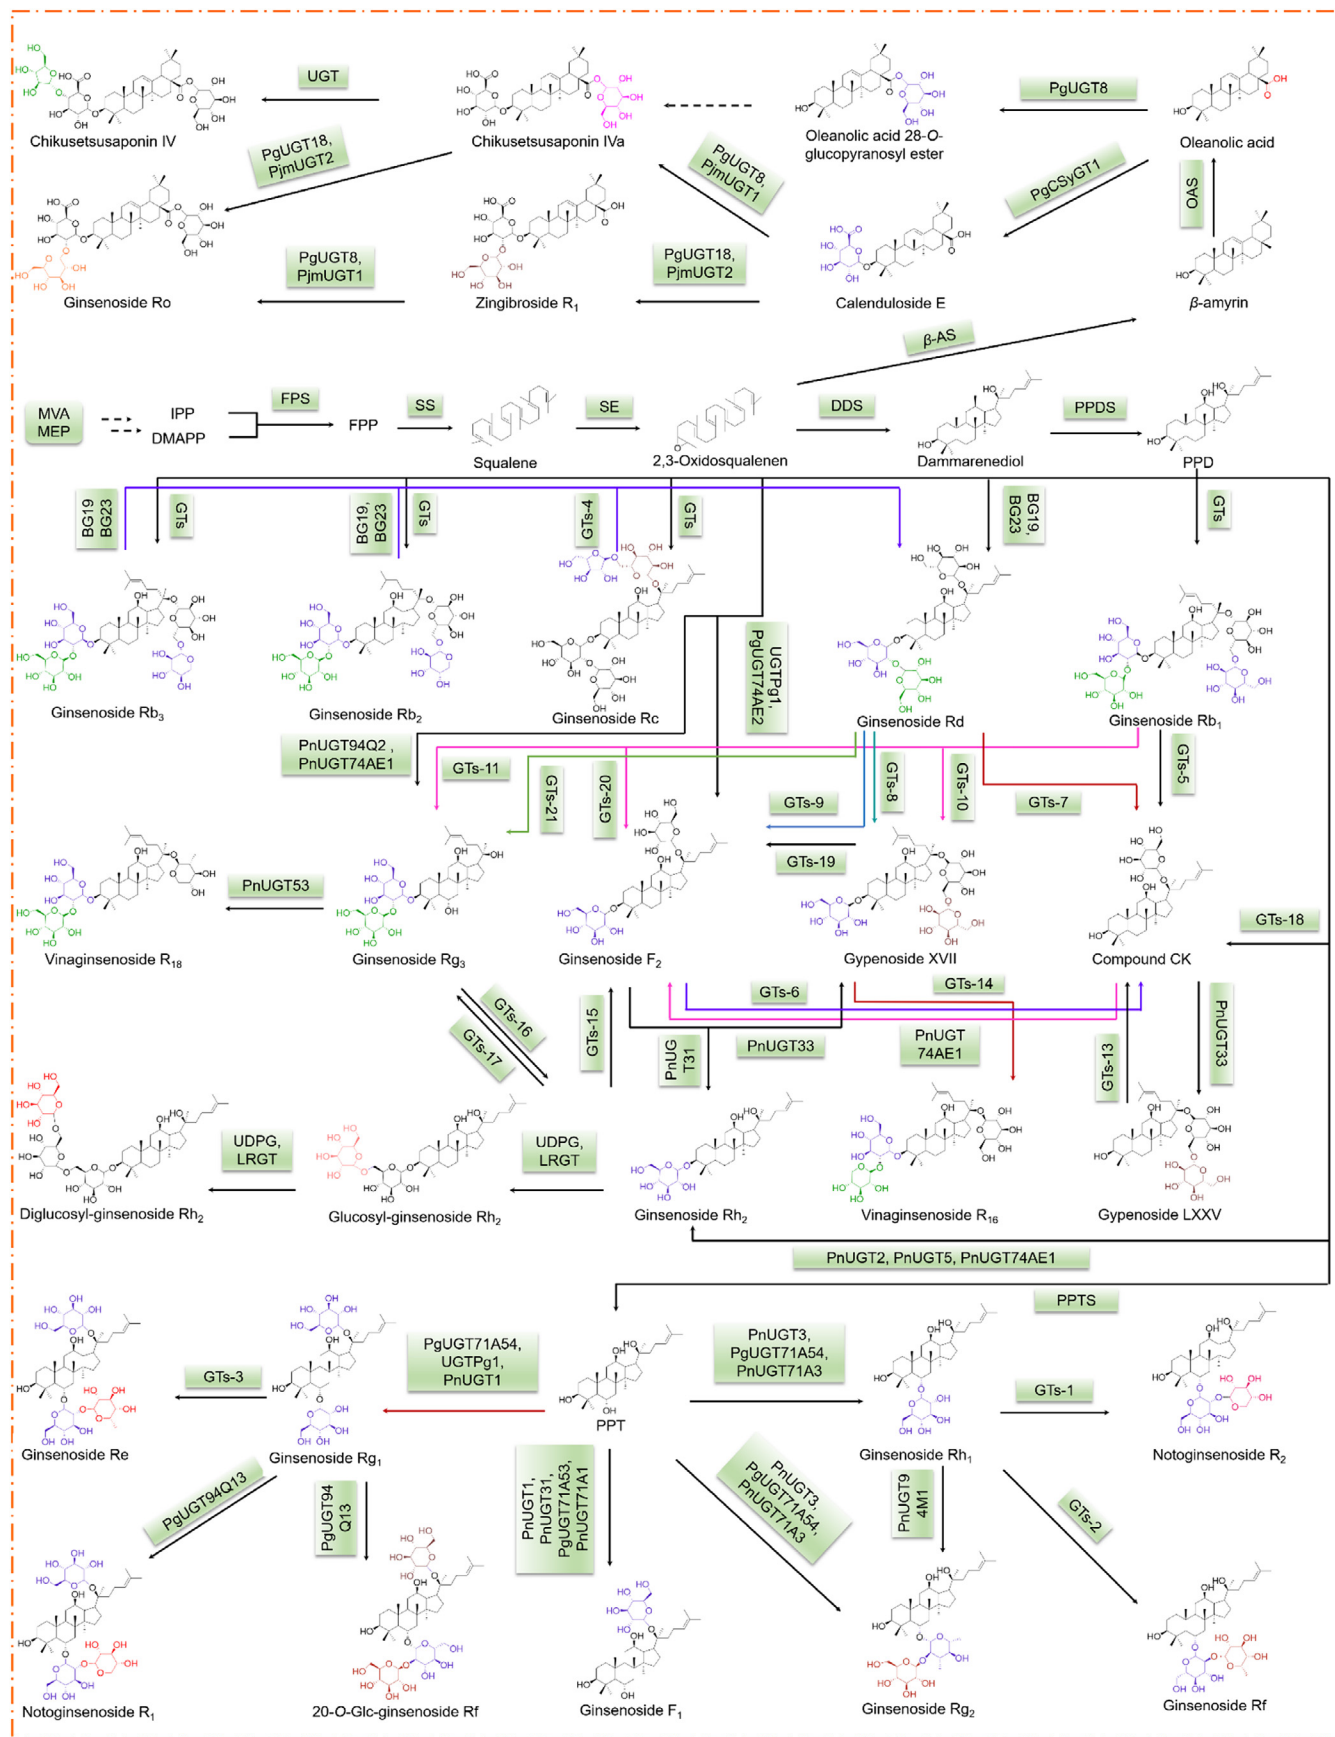 UGT
PgUGT8
Chikusetsusaponin IV
Chikusetsusaponin IVa
Oleanolic acid 28-O-
glucopyranosyl ester
Oleanolic acid
PgUGT18,
PjmUGT2
PgUGT8,
PjmUGT1
PgCSyGT1
OAS
PgUGT8,
PjmUGT1
PgUGT18,
PjmUGT2
Ginsenoside Ro
Zingibroside R1
Calenduloside E
β-amyrin
β-AS
MVA
MEP
IPP
DMAPP
FPS
FPP
SS
Squalene
SE
2,3-Oxidosqualenen
DDS
Dammarenediol
PPDS
PPD
BG19
BG23
GTs
BG19,
BG23
GTs
GTs-4
GTs
BG19,
BG23
GTs
UGTPg1,
PgUGT74AE2
Ginsenoside Rb3
Ginsenoside Rb2
Ginsenoside Rc
Ginsenoside Rd
Ginsenoside Rb1
PnUGT94Q2 ,
PnUGT74AE1
GTs-11
GTs-21
GTs-20
GTs-9
GTs-8
GTs-10
GTs-7
GTs-5
GTs-19
PnUGT53
GTs-18
Vinaginsenoside R18
Ginsenoside Rg3
Ginsenoside F2
Gypenoside XVII
Compound CK
GTs-16
GTs-17
GTs-15
GTs-6
GTs-14
PnUG
T31
PnUGT33
PnUGT
74AE1
GTs-13
PnUGT33
UDPG,
LRGT
UDPG,
LRGT
Diglucosyl-ginsenoside Rh2
Glucosyl-ginsenoside Rh2
Ginsenoside Rh2
Vinaginsenoside R16
Gypenoside LXXV
PnUGT2, PnUGT5, PnUGT74AE1
PPTS
GTs-3
PgUGT71A54,
UGTPg1,
PnUGT1
PnUGT3,
PgUGT71A54,
PnUGT71A3
GTs-1
Ginsenoside Re
Ginsenoside Rg1
PPT
Ginsenoside Rh1
Notoginsenoside R2
PgUGT94Q13
PgUGT94
Q13
PnUGT1,
PnUGT31,
PgUGT71A53,
PnUGT71A1
PnUGT3,
PgUGT71A54,
PnUGT71A3
PnUGT9
4M1
GTs-2
Notoginsenoside R1
20-O-Glc-ginsenoside Rf
Ginsenoside F1
Ginsenoside Rg2
Ginsenoside Rf